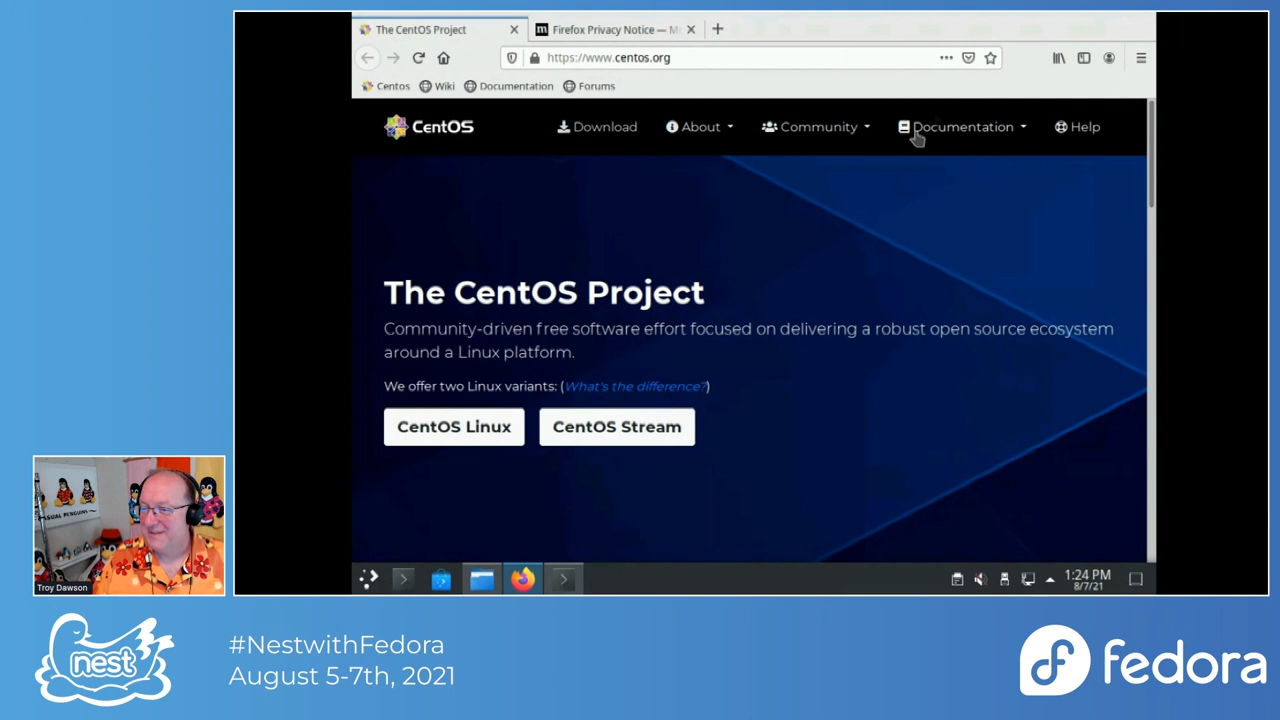 The CentOS Project
Firefox Privacy Notice — Mo
https://www.centos.org
Centos
Wiki
Documentation
Forums
CentOS
Download
About
Community
Documentation
Help
The CentOS Project
Community-driven free software effort focused on delivering a robust open source ecosystem
around a Linux platform.
We offer two Linux variants: (What's the difference?)
CentOS Linux
CentOS Stream
1:24 PM
8/7/21
Troy Dawson
nest
#NestwithFedora
August 5-7th, 2021
fedora